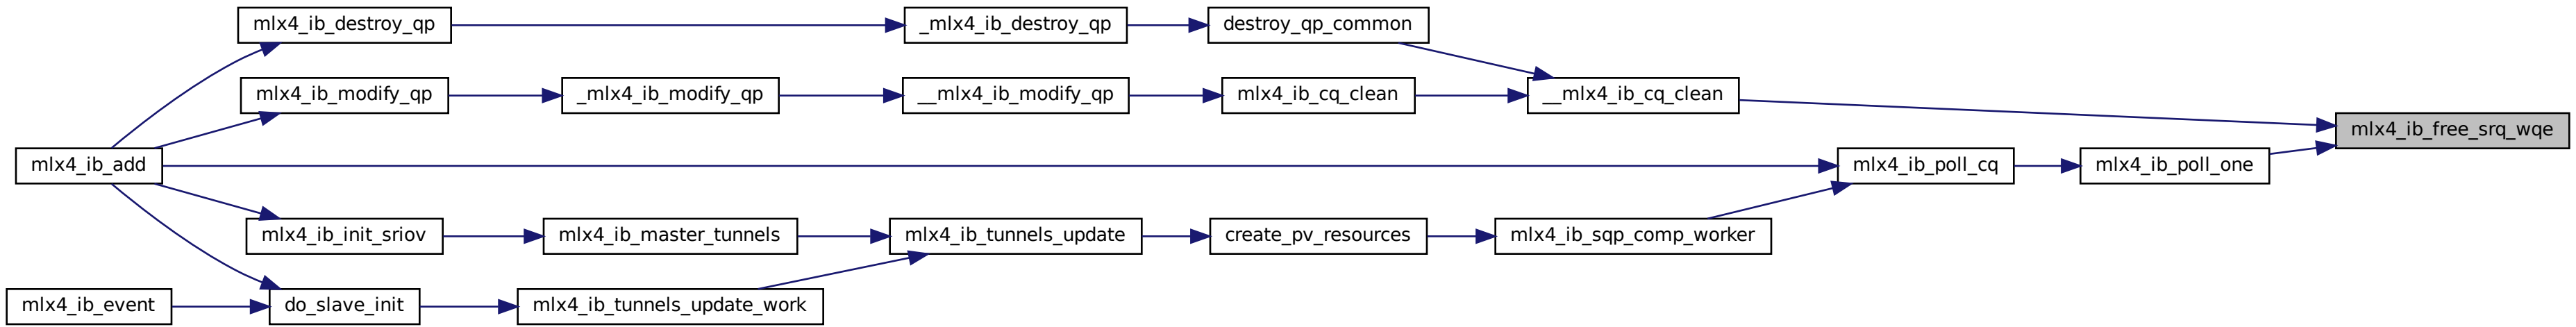 mlx4_ib_destroy_qp
_mlx4_ib_destroy_qp
destroy_qp_common
mlx4_ib_modify_qp
_mlx4_ib_modify_qp
__mlx4_ib_modify_qp
mlx4_ib_cq_clean
__mlx4_ib_cq_clean
mlx4_ib_free_srq_wqe
mlx4_ib_add
mlx4_ib_poll_cq
mlx4_ib_poll_one
mlx4_ib_init_sriov
mlx4_ib_master_tunnels
mlx4_ib_tunnels_update
create_pv_resources
mlx4_ib_sqp_comp_worker
mlx4_ib_event
do_slave_init
mlx4_ib_tunnels_update_work